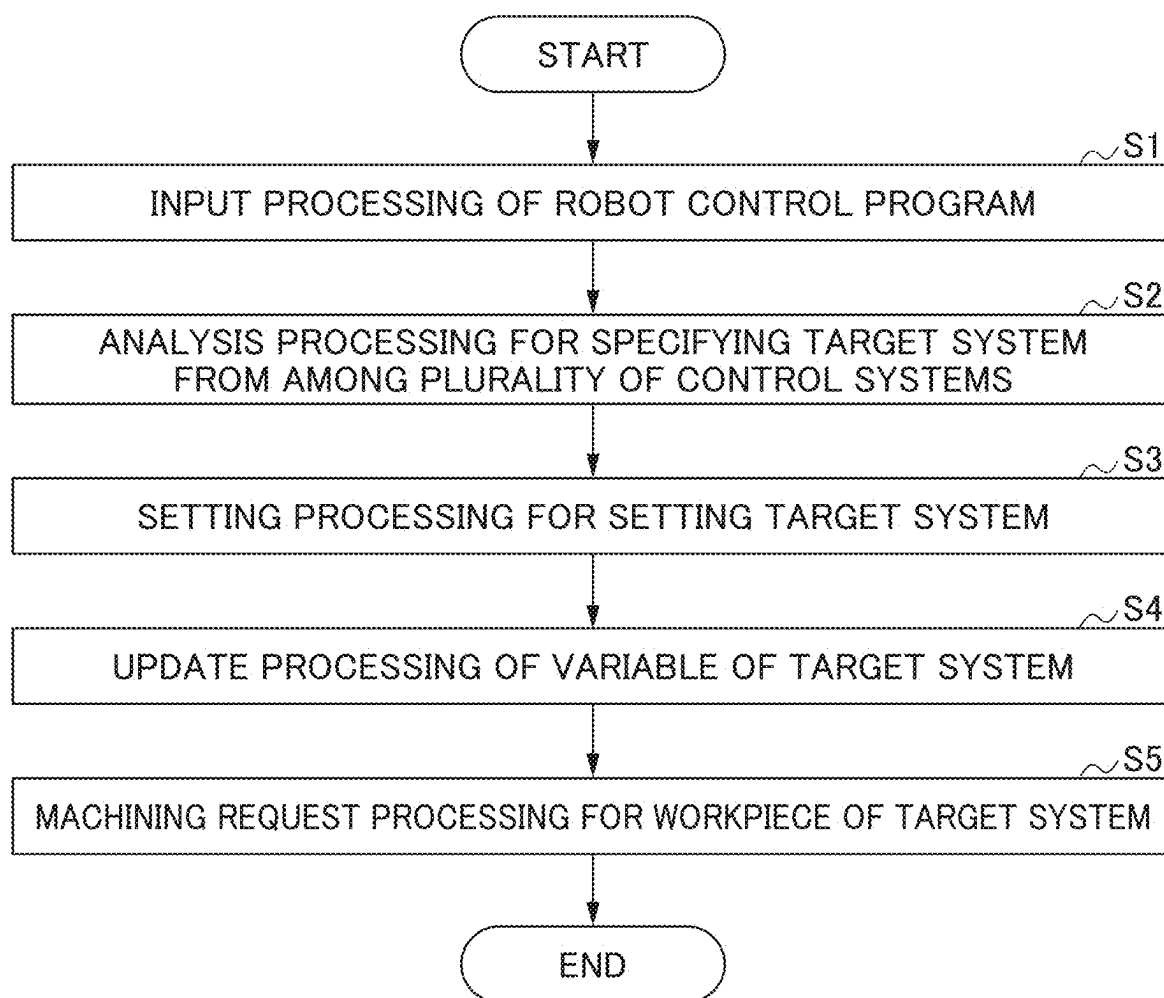 START
S1
INPUT PROCESSING OF ROBOT CONTROL PROGRAM
S2
ANALYSIS PROCESSING FOR SPECIFYING TARGET SYSTEM
FROM AMONG PLURALITY OF CONTROL SYSTEMS
S3
SETTING PROCESSING FOR SETTING TARGET SYSTEM
S4
UPDATE PROCESSING OF VARIABLE OF TARGET SYSTEM
S5
MACHINING REQUEST PROCESSING FOR WORKPIECE OF TARGET SYSTEM
END